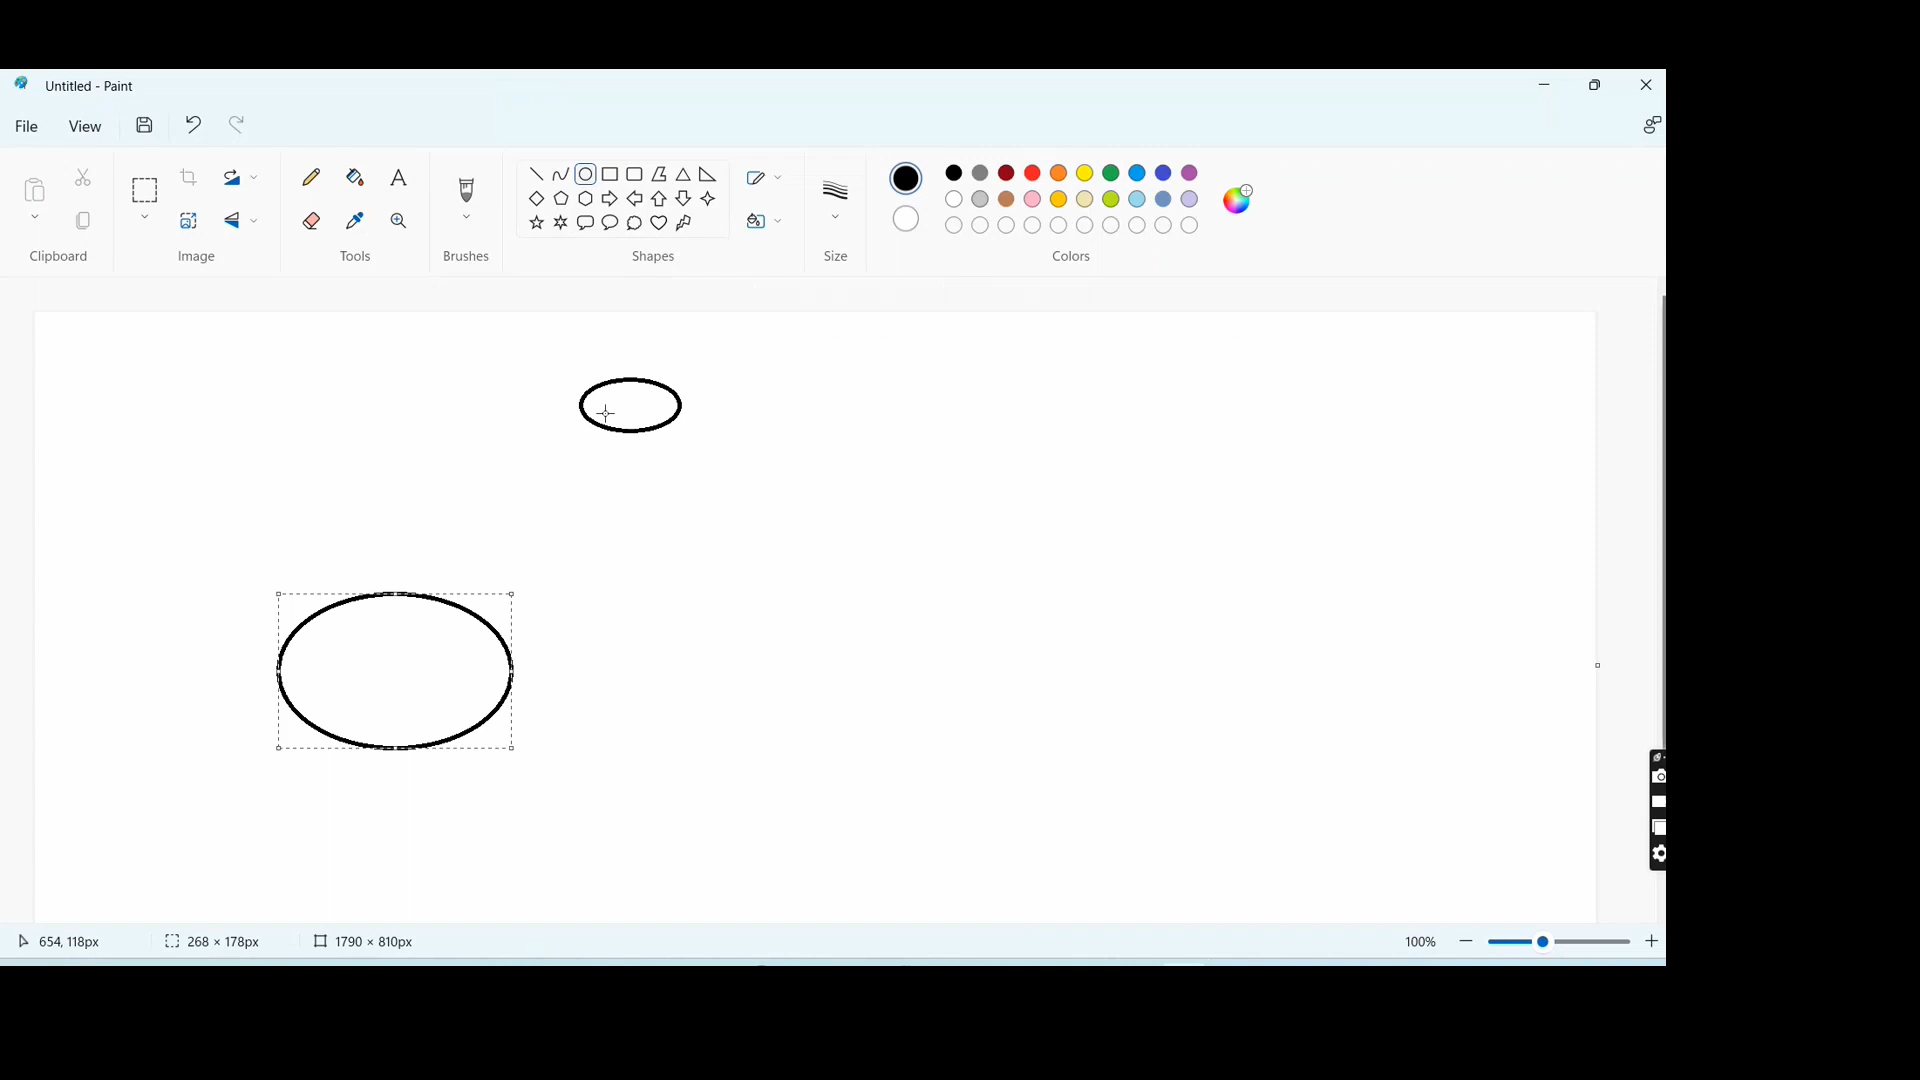 Untitled - Paint
File View
Clipboard Image Tools Brushes Shapes Size Colors
654, 118px 268 × 178px 1790 × 810px 100%